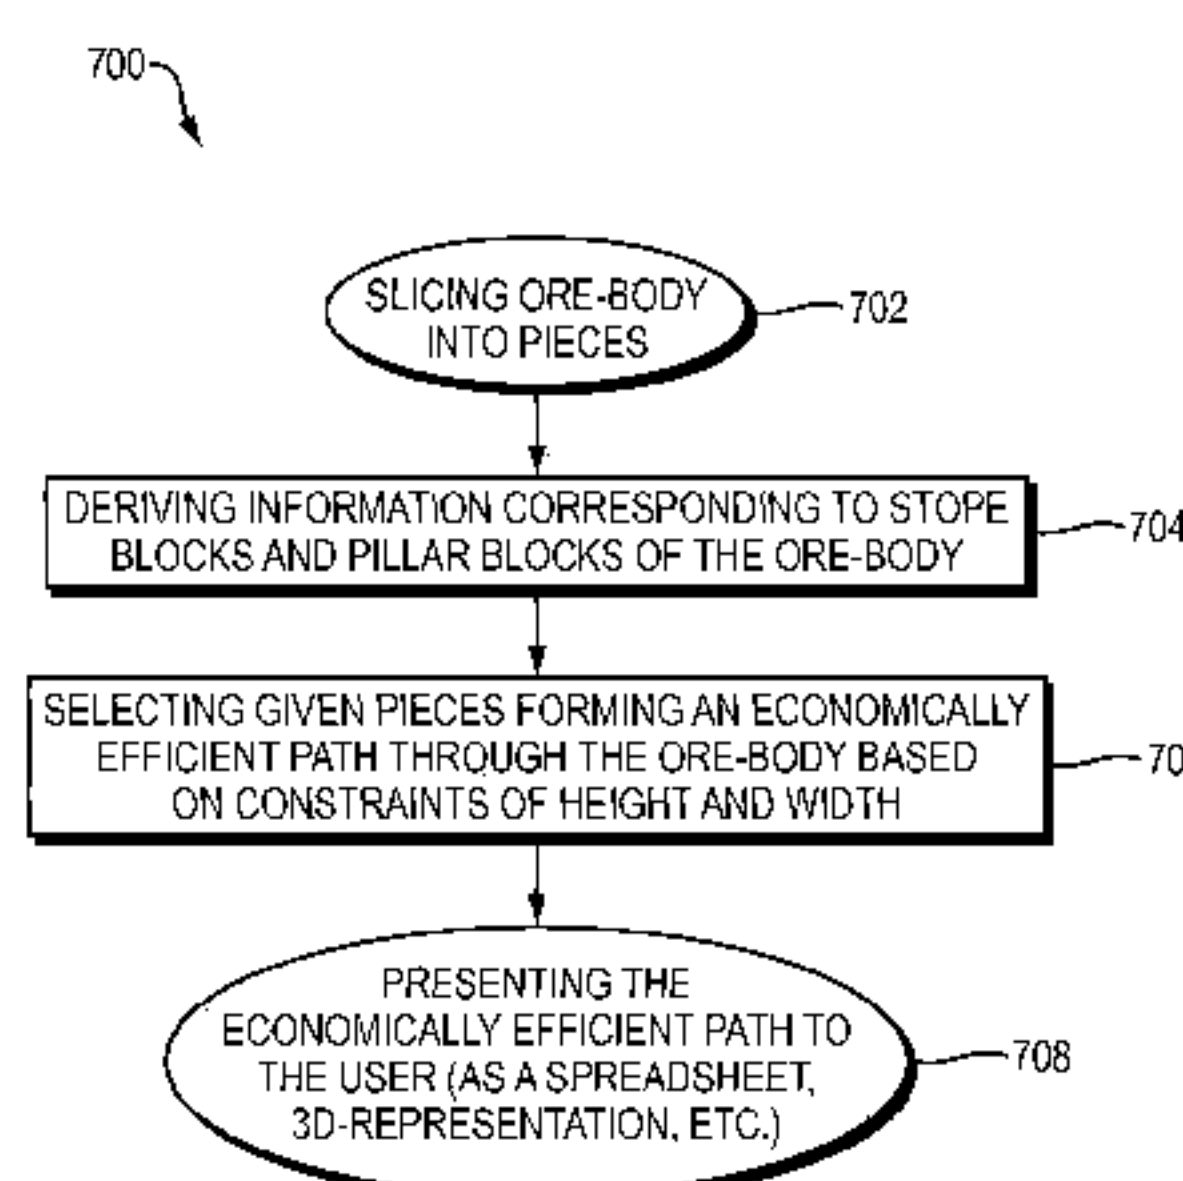 700
SLICING ORE-BODY
INTO PIECES
702
DERIVING INFORMATION CORRESPONDING TO STOPE
BLOCKS AND PILLAR BLOCKS OF THE ORE-BODY
704
SELECTING GIVEN PIECES FORMING AN ECONOMICALLY
EFFICIENT PATH THROUGH THE ORE-BODY BASED
ON CONSTRAINTS OF HEIGHT AND WIDTH
70
PRESENTING THE
ECONOMICALLY EFFICIENT PATH TO
THE USER (AS A SPREADSHEET,
3D-REPRESENTATION, ETC.)
708